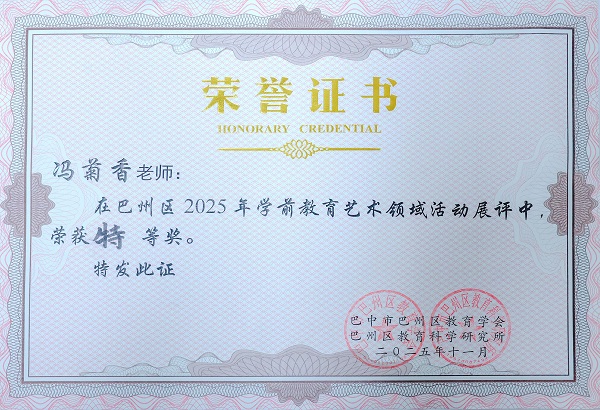 荣誉证书
HONORARY CREDENTIAL
冯菊香老师:
在巴州区2025年学前教育艺术领域活动展评中,
荣获特等奖。
特发此证
巴中市巴州区教育学会
巴州区教育科学研究所
二〇二五年十一月